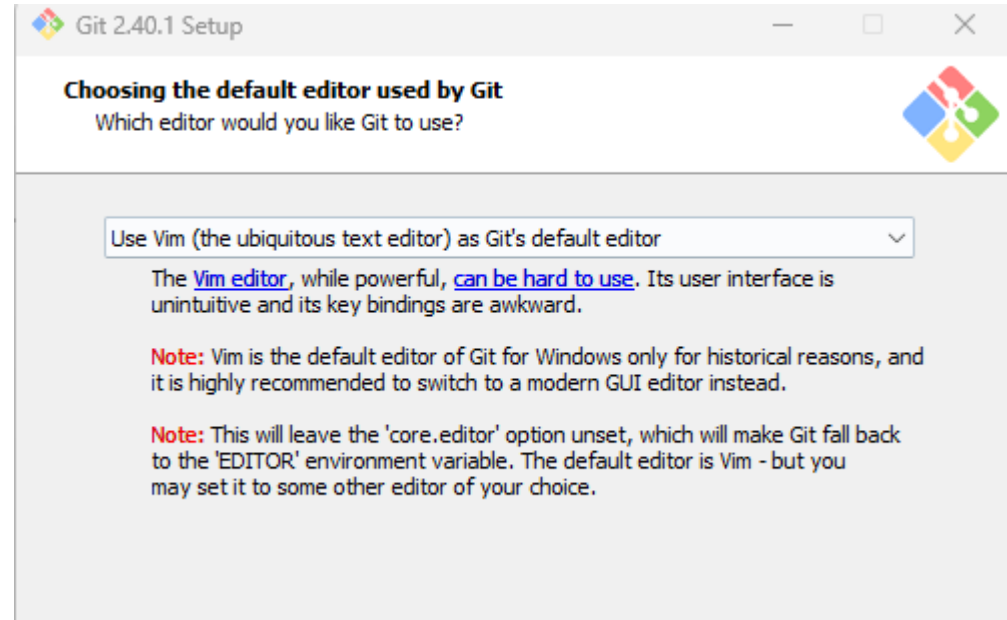 Git 2.40.1 Setup
Choosing the default editor used by Git
Which editor would you like Git to use?
Use Vim (the ubiquitous text editor) as Git's default editor
The Vim editor, while powerful, can be hard to use. Its user interface is
unintuitive and its key bindings are awkward.
Note: Vim is the default editor of Git for Windows only for historical reasons, and
it is highly recommended to switch to a modern GUI editor instead.
Note: This will leave the 'core.editor' option unset, which will make Git fall back
to the 'EDITOR' environment variable. The default editor is Vim - but you
may set it to some other editor of your choice.